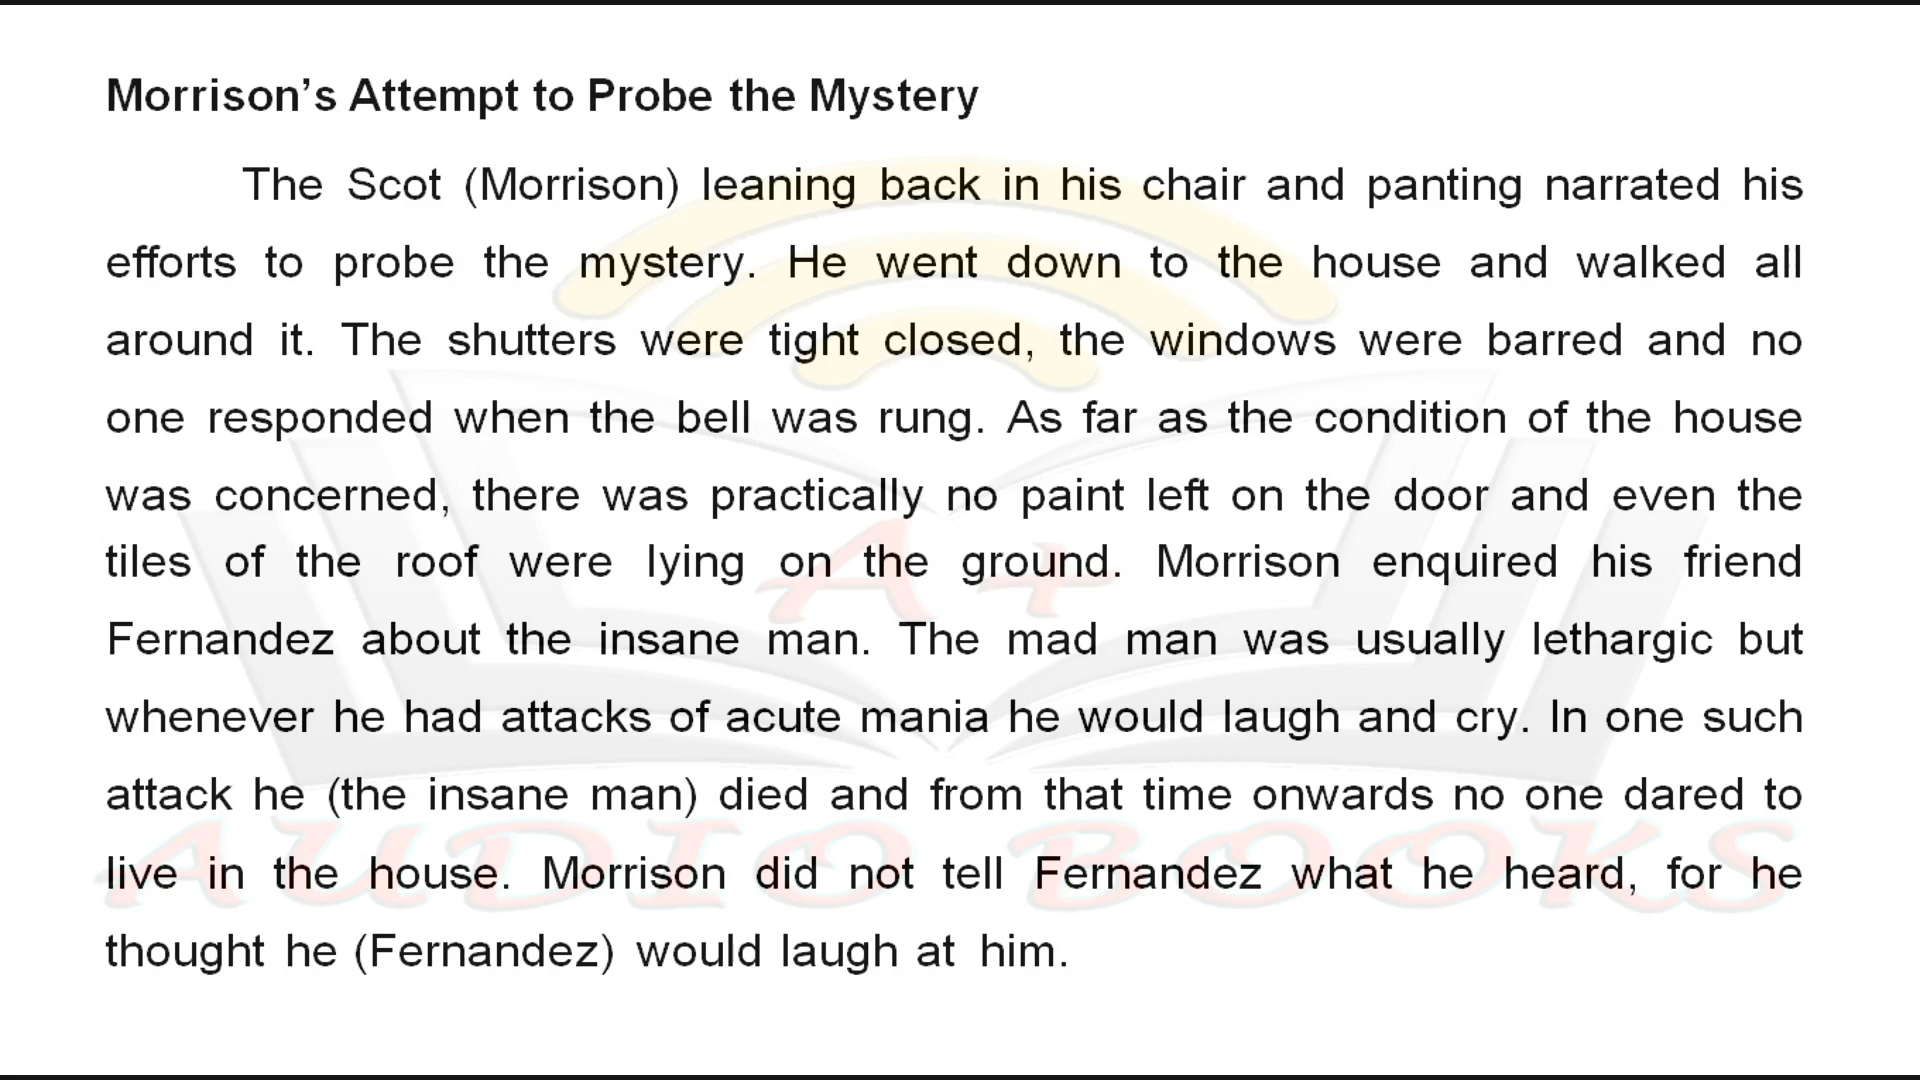 Morrison's Attempt to Probe the Mystery
The Scot (Morrison) leaning back in his chair and panting narrated his
efforts to probe the mystery. He went down to the house and walked all
around it. The shutters were tight closed, the windows were barred and no
one responded when the bell was rung. As far as the condition of the house
was concerned, there was practically no paint left on the door and even the
tiles of the roof were lying on the ground. Morrison enquired his friend
Fernandez about the insane man. The mad man was usually lethargic but
whenever he had attacks of acute mania he would laugh and cry. In one such
attack he (the insane man) died and from that time onwards no one dared to
live in the house. Morrison did not tell Fernandez what he heard, for he
thought he (Fernandez) would laugh at him.
A+
AUDIO BOOKS